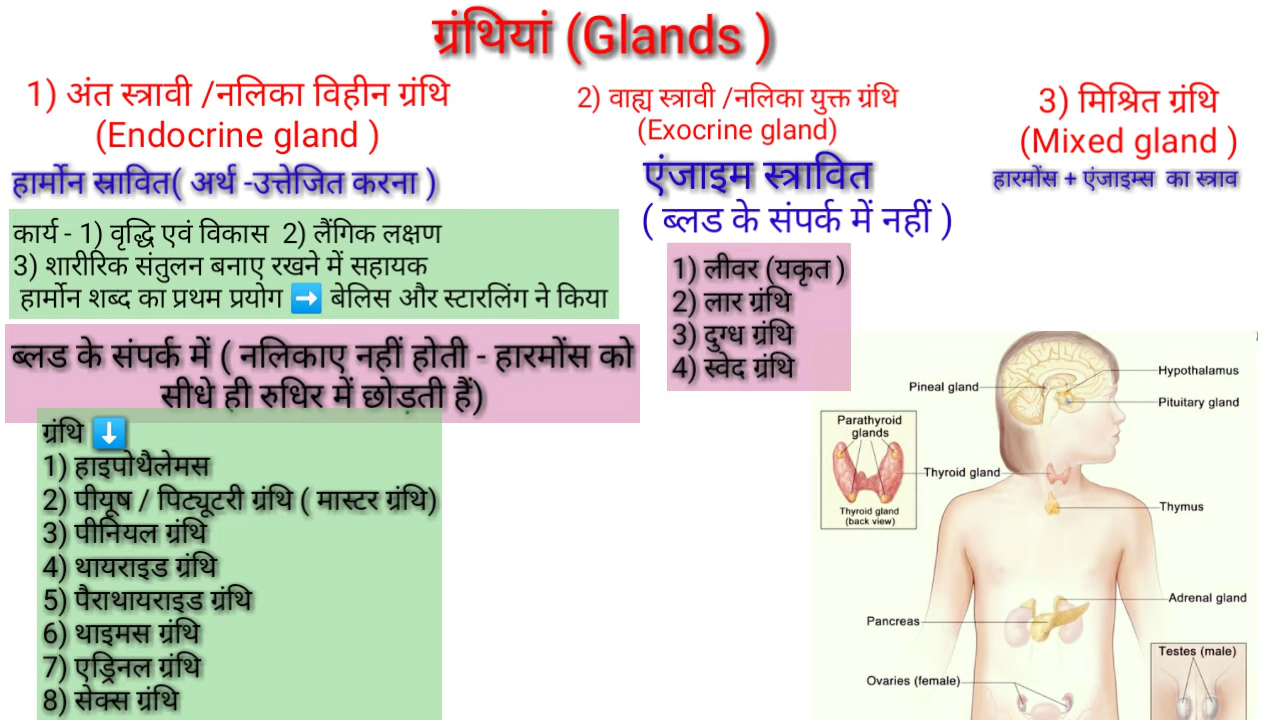 ग्रंथियां (Glands )
1) अंत स्त्रावी /नलिका विहीन ग्रंथि
(Endocrine gland )
हार्मोन स्रावित( अर्थ -उत्तेजित करना )
कार्य - 1) वृद्धि एवं विकास 2) लैंगिक लक्षण
3) शारीरिक संतुलन बनाए रखने में सहायक
हार्मोन शब्द का प्रथम प्रयोग ➡️ बेलिस और स्टारलिंग ने किया
ब्लड के संपर्क में ( नलिकाए नहीं होती - हारमोंस को
सीधे ही रुधिर में छोड़ती हैं)
ग्रंथि ⬇️
1) हाइपोथैलेमस
2) पीयूष / पिट्यूटरी ग्रंथि ( मास्टर ग्रंथि)
3) पीनियल ग्रंथि
4) थायराइड ग्रंथि
5) पैराथायराइड ग्रंथि
6) थाइमस ग्रंथि
7) एड्रिनल ग्रंथि
8) सेक्स ग्रंथि
2) वाह्य स्त्रावी /नलिका युक्त ग्रंथि
(Exocrine gland)
एंजाइम स्त्रावित
( ब्लड के संपर्क में नहीं )
1) लीवर (यकृत )
2) लार ग्रंथि
3) दुग्ध ग्रंथि
4) स्वेद ग्रंथि
3) मिश्रित ग्रंथि
(Mixed gland )
हारमोंस + एंजाइम्स का स्त्राव
Pineal gland
Hypothalamus
Pituitary gland
Parathyroid
glands
Thyroid gland
(back view)
Thyroid gland
Thymus
Adrenal gland
Pancreas
Testes (male)
Ovaries (female)